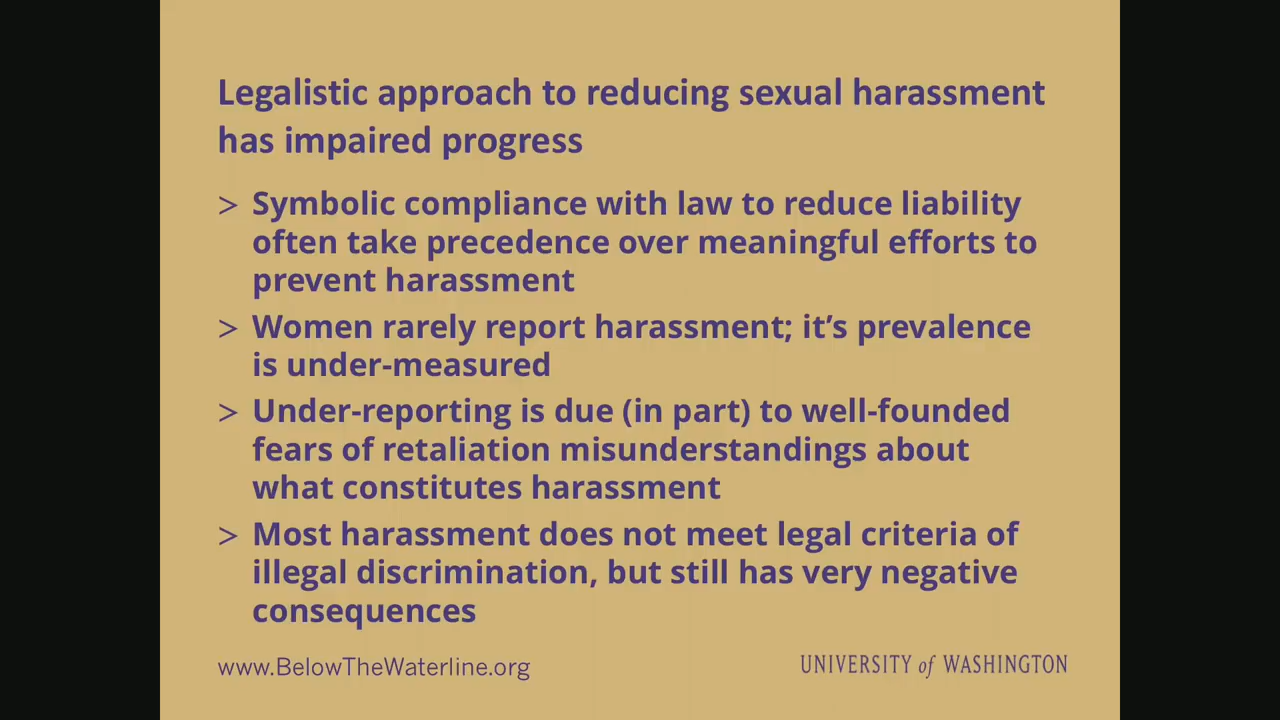 Legalistic approach to reducing sexual harassment
has impaired progress
> Symbolic compliance with law to reduce liability
often take precedence over meaningful efforts to
prevent harassment
> Women rarely report harassment; it’s prevalence
is under-measured
> Under-reporting is due (in part) to well-founded
fears of retaliation misunderstandings about
what constitutes harassment
> Most harassment does not meet legal criteria of
illegal discrimination, but still has very negative
consequences
www.BelowTheWaterline.org
UNIVERSITY of WASHINGTON